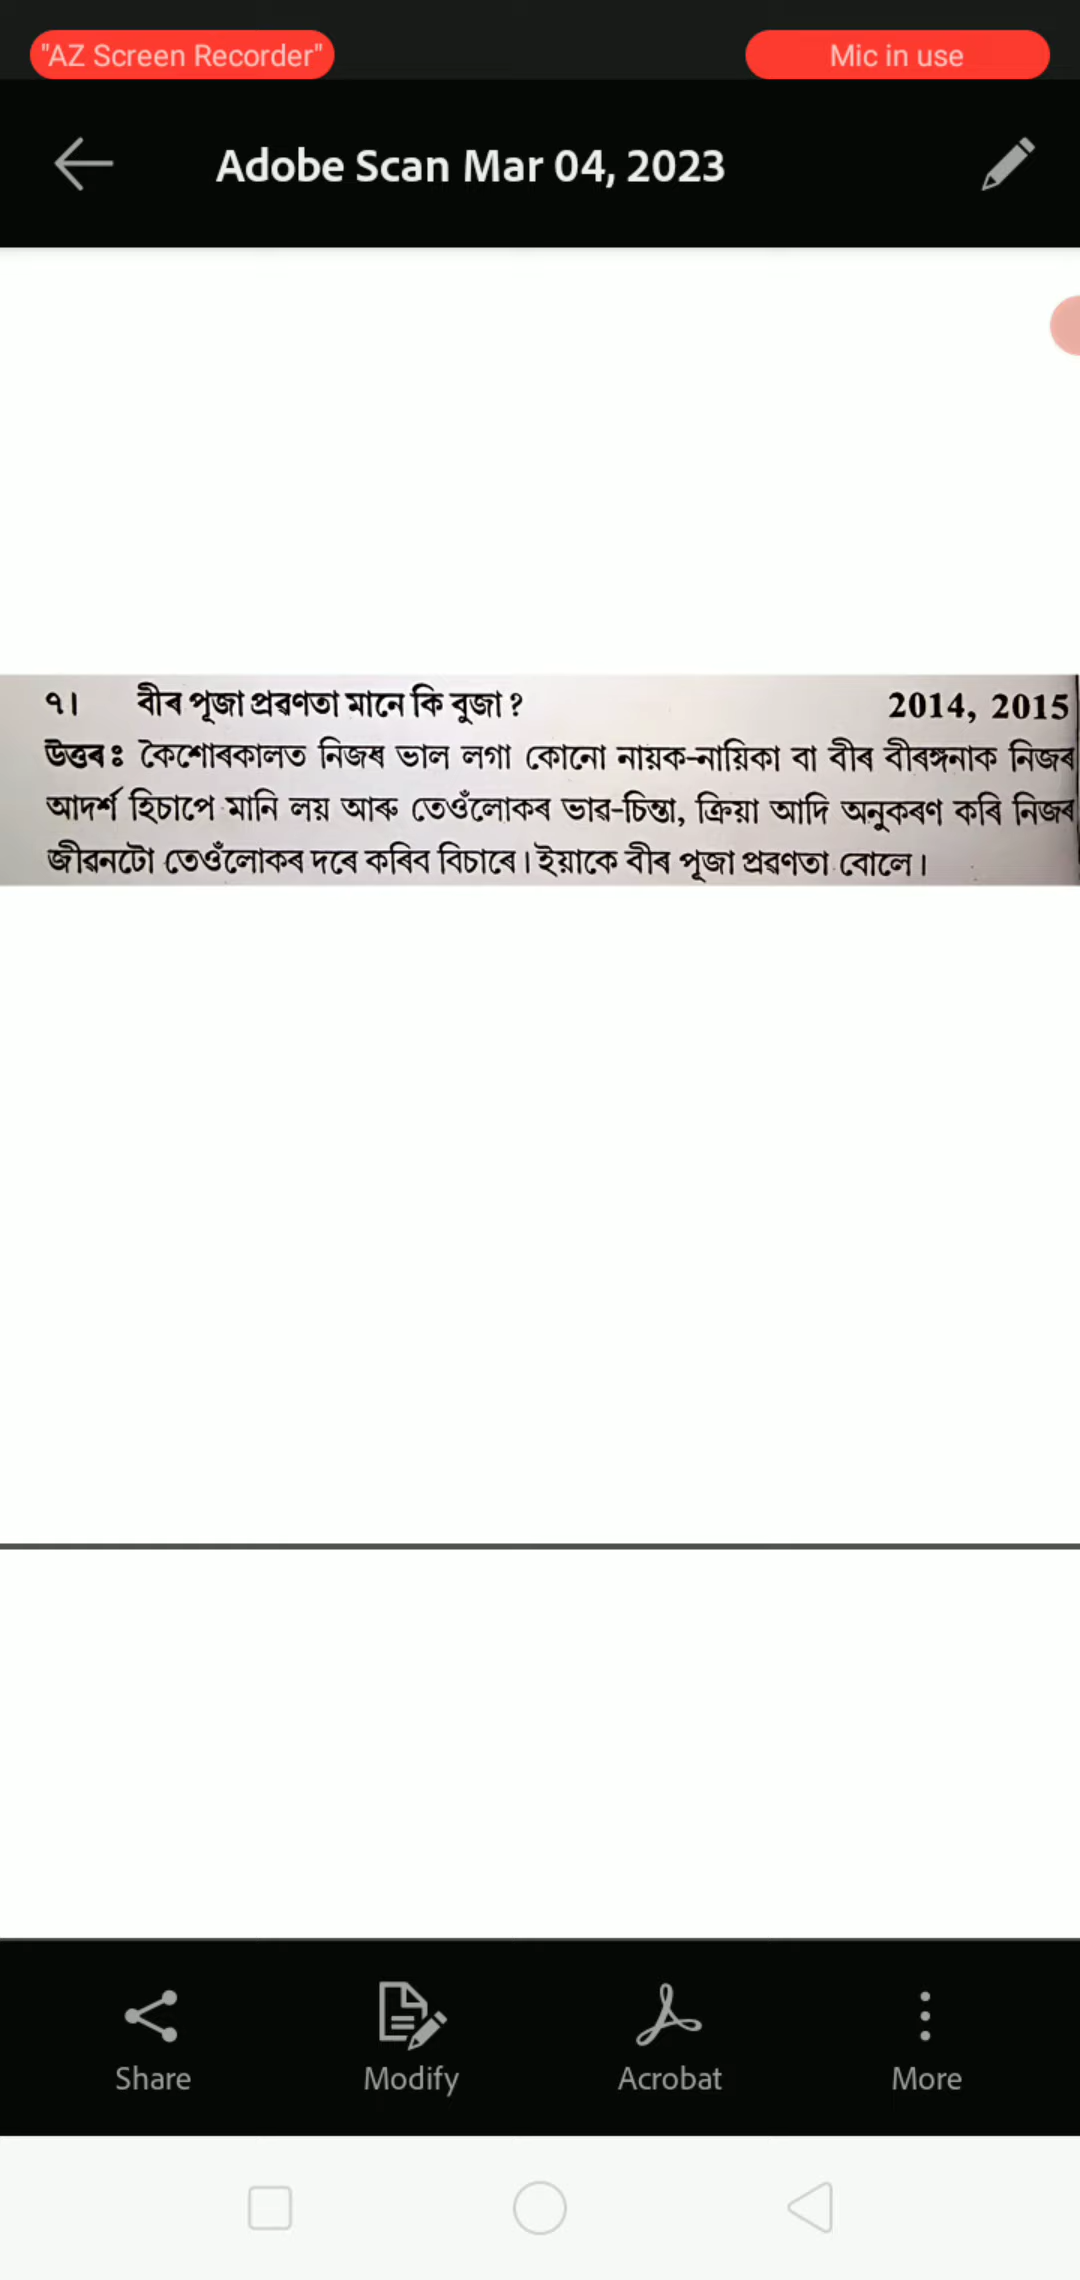 "AZ Screen Recorder"
Mic in use
Adobe Scan Mar 04, 2023
৭। বীৰ পূজা প্ৰৱণতা মানে কি বুজা ? 2014, 2015
উত্তৰঃ কৈশোৰকালত নিজৰ ভাল লগা কোনো নায়ক-নায়িকা বা বীৰ বীৰঙ্গনাক নিজৰ
আদৰ্শ হিচাপে মানি লয় আৰু তেওঁলোকৰ ভাৱ-চিন্তা, ক্ৰিয়া আদি অনুকৰণ কৰি নিজৰ
জীৱনটো তেওঁলোকৰ দৰে কৰিব বিচাৰে। ইয়াকে বীৰ পূজা প্ৰৱণতা বোলে।
Share Modify Acrobat More